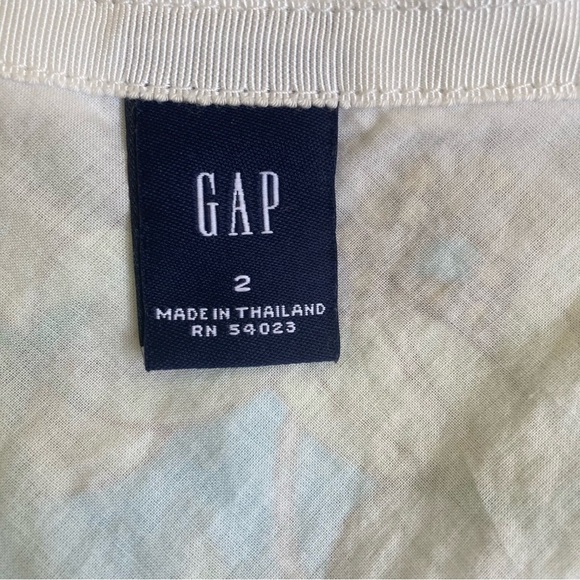 GAP
2
MADE IN THAILAND
RN 54023